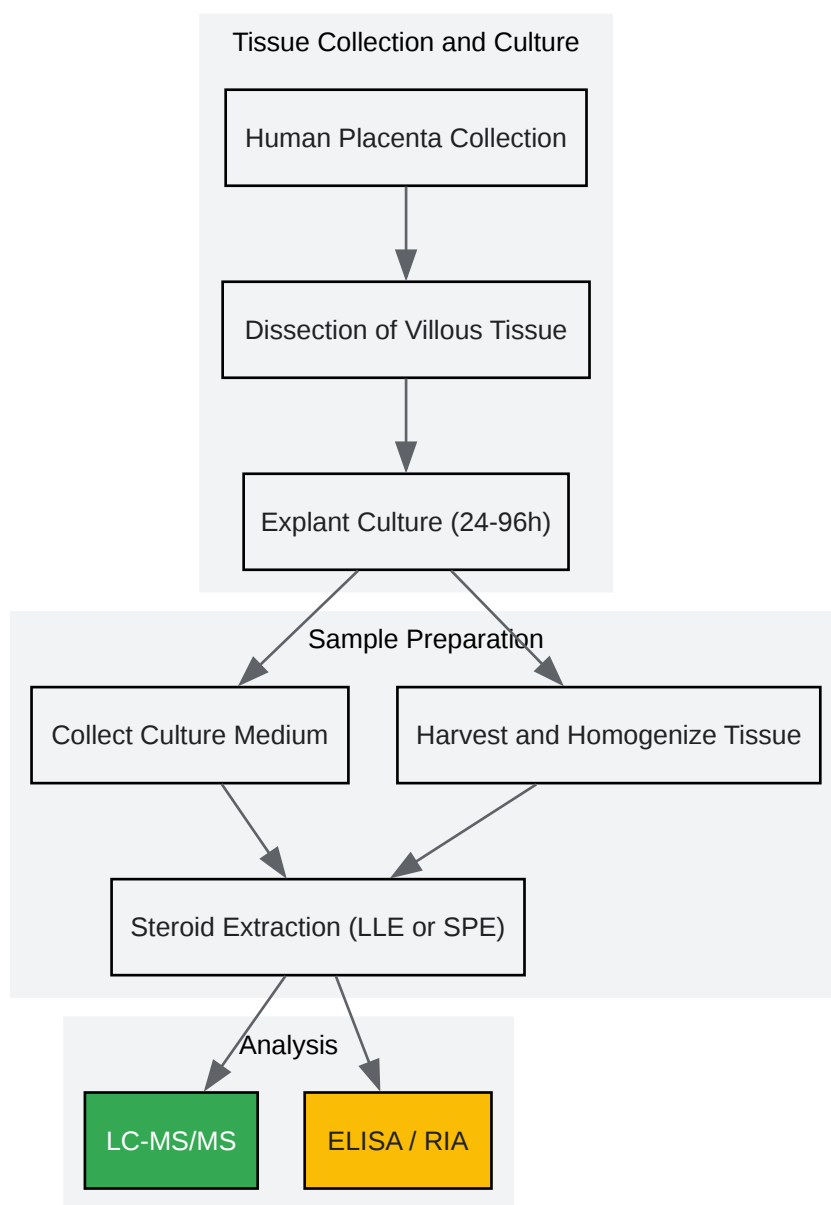 Tissue Collection and Culture
Human Placenta Collection
Dissection of Villous Tissue
Explant Culture (24-96h)
Sample Preparation
Collect Culture Medium
Harvest and Homogenize Tissue
Steroid Extraction (LLE or SPE)
Analysis
LC-MS/MS
ELISA / RIA